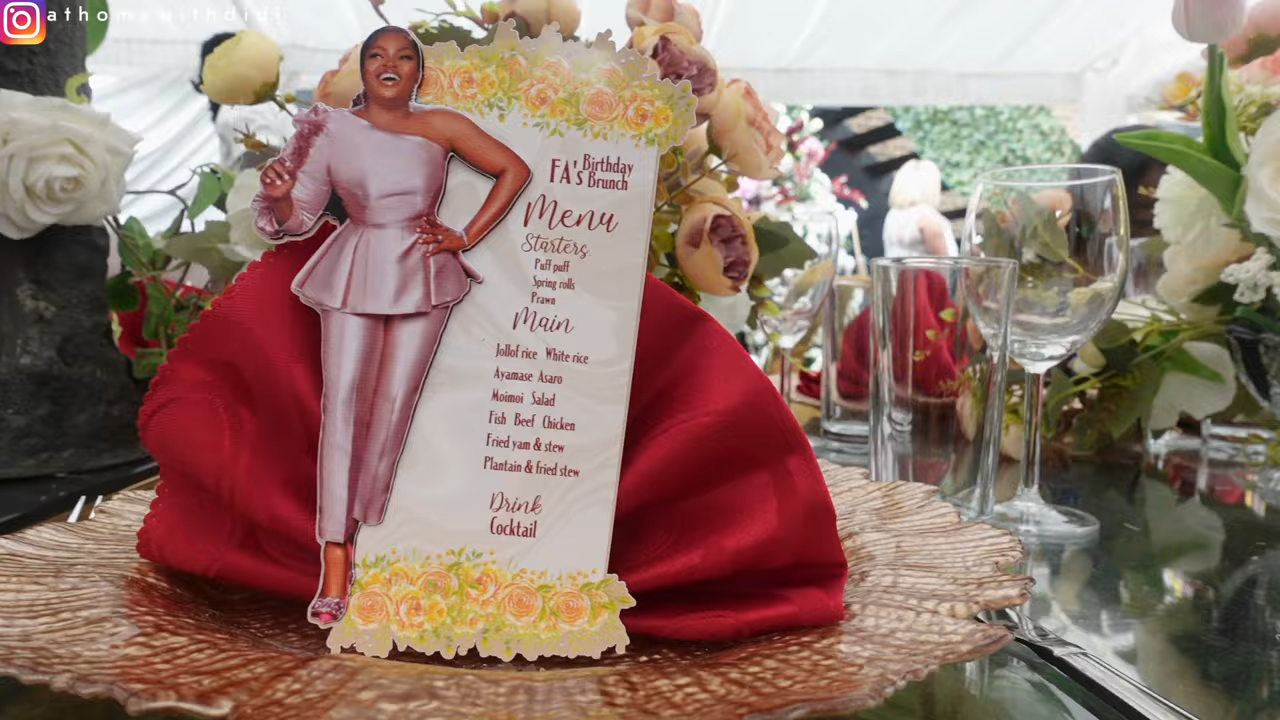 athomewithdidi
FA's Birthday Brunch
Menu
Starters.
Puff puff
Spring rolls
Prawn
Main
Jollof rice White rice
Ayamase Asaro
Moimoi Salad
Fish Beef Chicken
Fried yam & stew
Plantain & fried stew
Drink
Cocktail